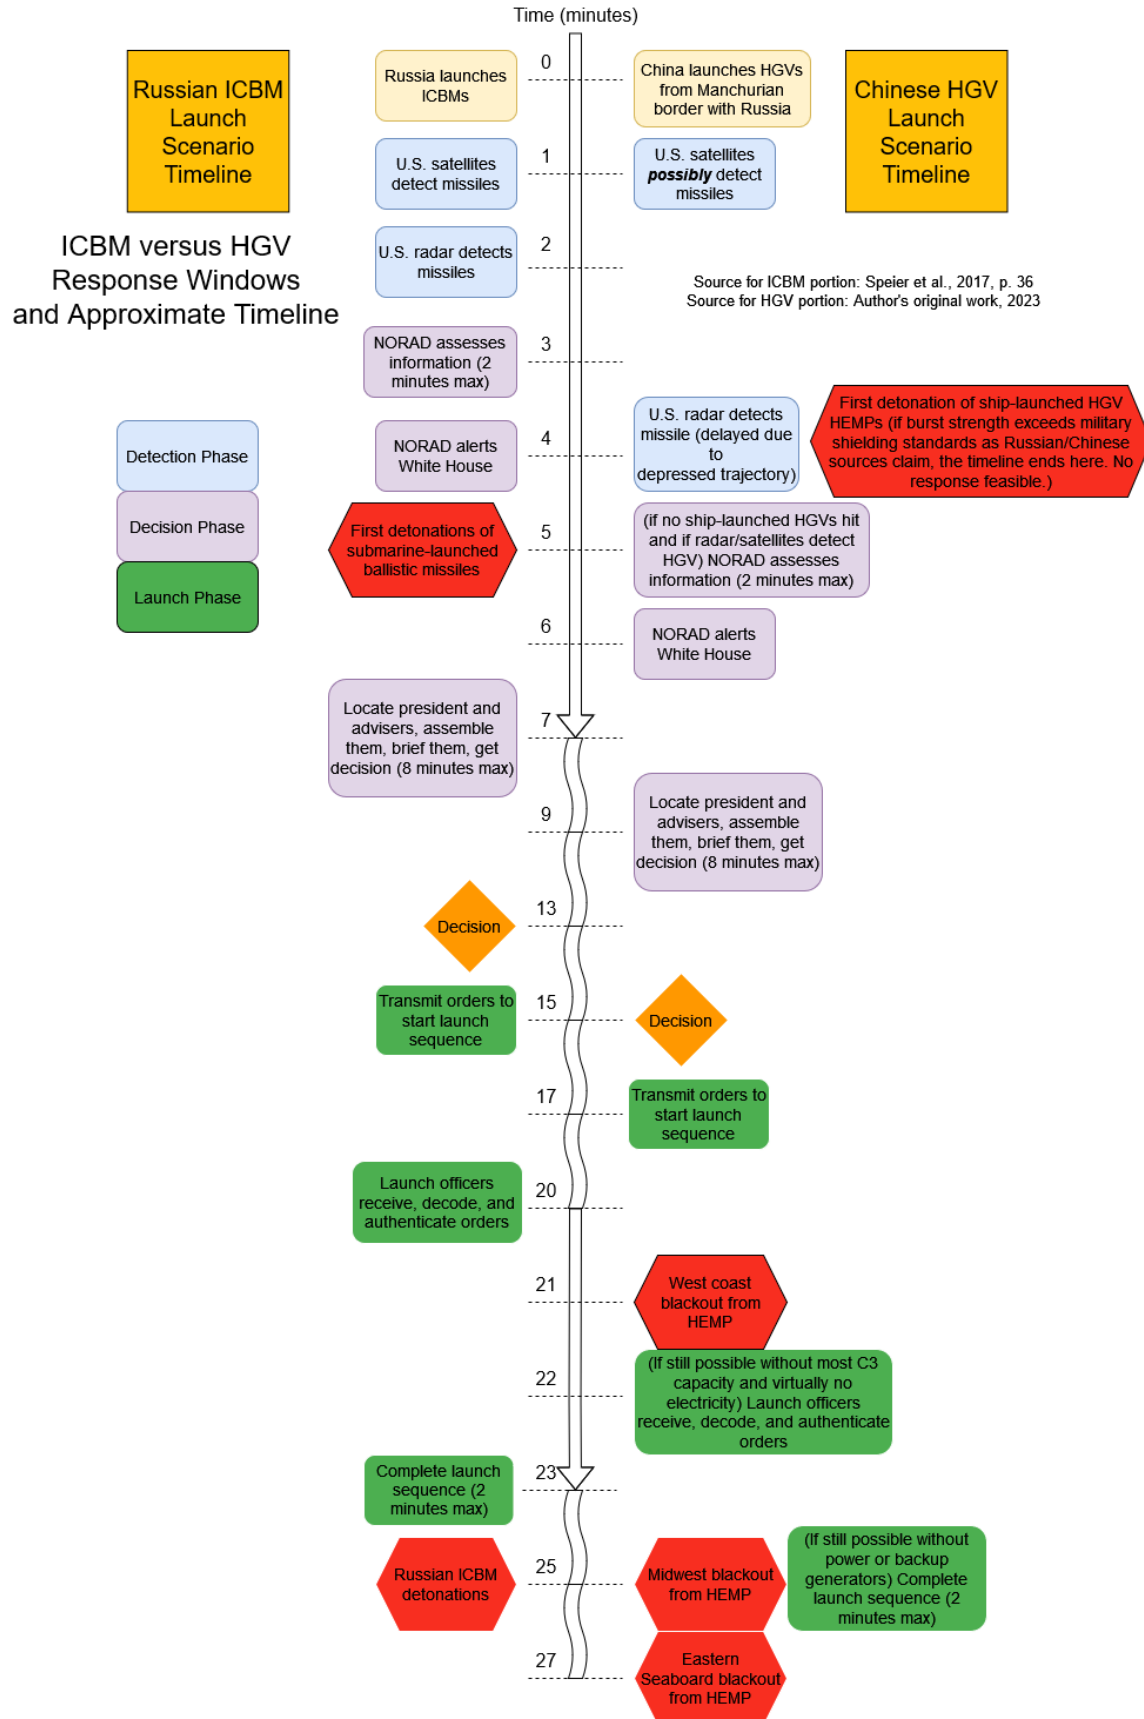 Time (minutes)
Russian ICBM
Launch
Scenario
Timeline
Russia launches
ICBMs
0
China launches HGVs
from Manchurian
border with Russia
Chinese HGV
Launch
Scenario
Timeline
U.S. satellites
detect missiles
1
U.S. satellites
possibly detect
missiles
ICBM versus HGV
Response Windows
and Approximate Timeline
U.S. radar detects
missiles
2
Source for ICBM portion: Speier et al., 2017, p. 36
Source for HGV portion: Author's original work, 2023
NORAD assesses
information (2
minutes max)
3
Detection Phase
Decision Phase
Launch Phase
NORAD alerts
White House
4
U.S. radar detects
missile (delayed due
to
depressed trajectory)
First detonation of ship-launched HGV
HEMPs (if burst strength exceeds military
shielding standards as Russian/Chinese
sources claim, the timeline ends here. No
response feasible.)
First detonations of
submarine-launched
ballistic missiles
5
(if no ship-launched HGVs hit
and if radar/satellites detect
HGV) NORAD assesses
information (2 minutes max)
6
NORAD alerts
White House
Locate president and
advisers, assemble
them, brief them, get
decision (8 minutes max)
7
9
Locate president and
advisers, assemble
them, brief them, get
decision (8 minutes max)
13
Decision
Transmit orders to
start launch
sequence
15
Decision
17
Transmit orders to
start launch
sequence
Launch officers
receive, decode, and
authenticate orders
20
21
West coast
blackout from
HEMP
22
(If still possible without most C3
capacity and virtually no
electricity) Launch officers
receive, decode, and authenticate
orders
Complete launch
sequence (2
minutes max)
23
Russian ICBM
detonations
25
Midwest blackout
from HEMP
(If still possible without
power or backup
generators) Complete
launch sequence (2
minutes max)
27
Eastern
Seaboard blackout
from HEMP